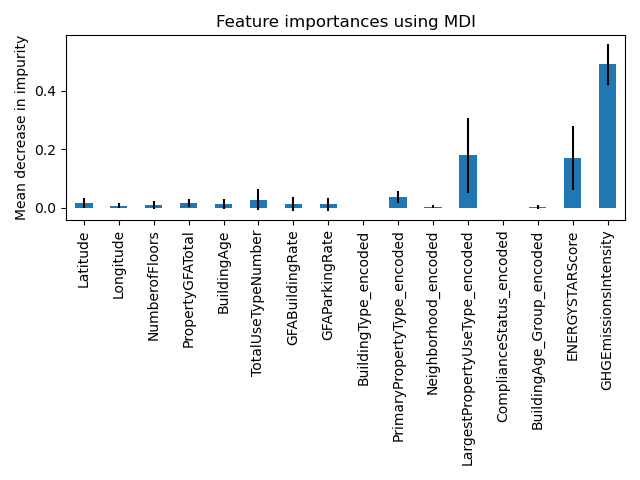 Feature importances using MDI
Mean decrease in impurity
0.4
0.2
0.0
Latitude
Longitude
NumberofFloors
PropertyGFATotal
BuildingAge
TotalUseTypeNumber
GFABuildingRate
GFAParkingRate
BuildingType_encoded
PrimaryPropertyType_encoded
Neighborhood_encoded
LargestPropertyUseType_encoded
ComplianceStatus_encoded
BuildingAge_Group_encoded
ENERGYSTARScore
GHGEmissionsIntensity